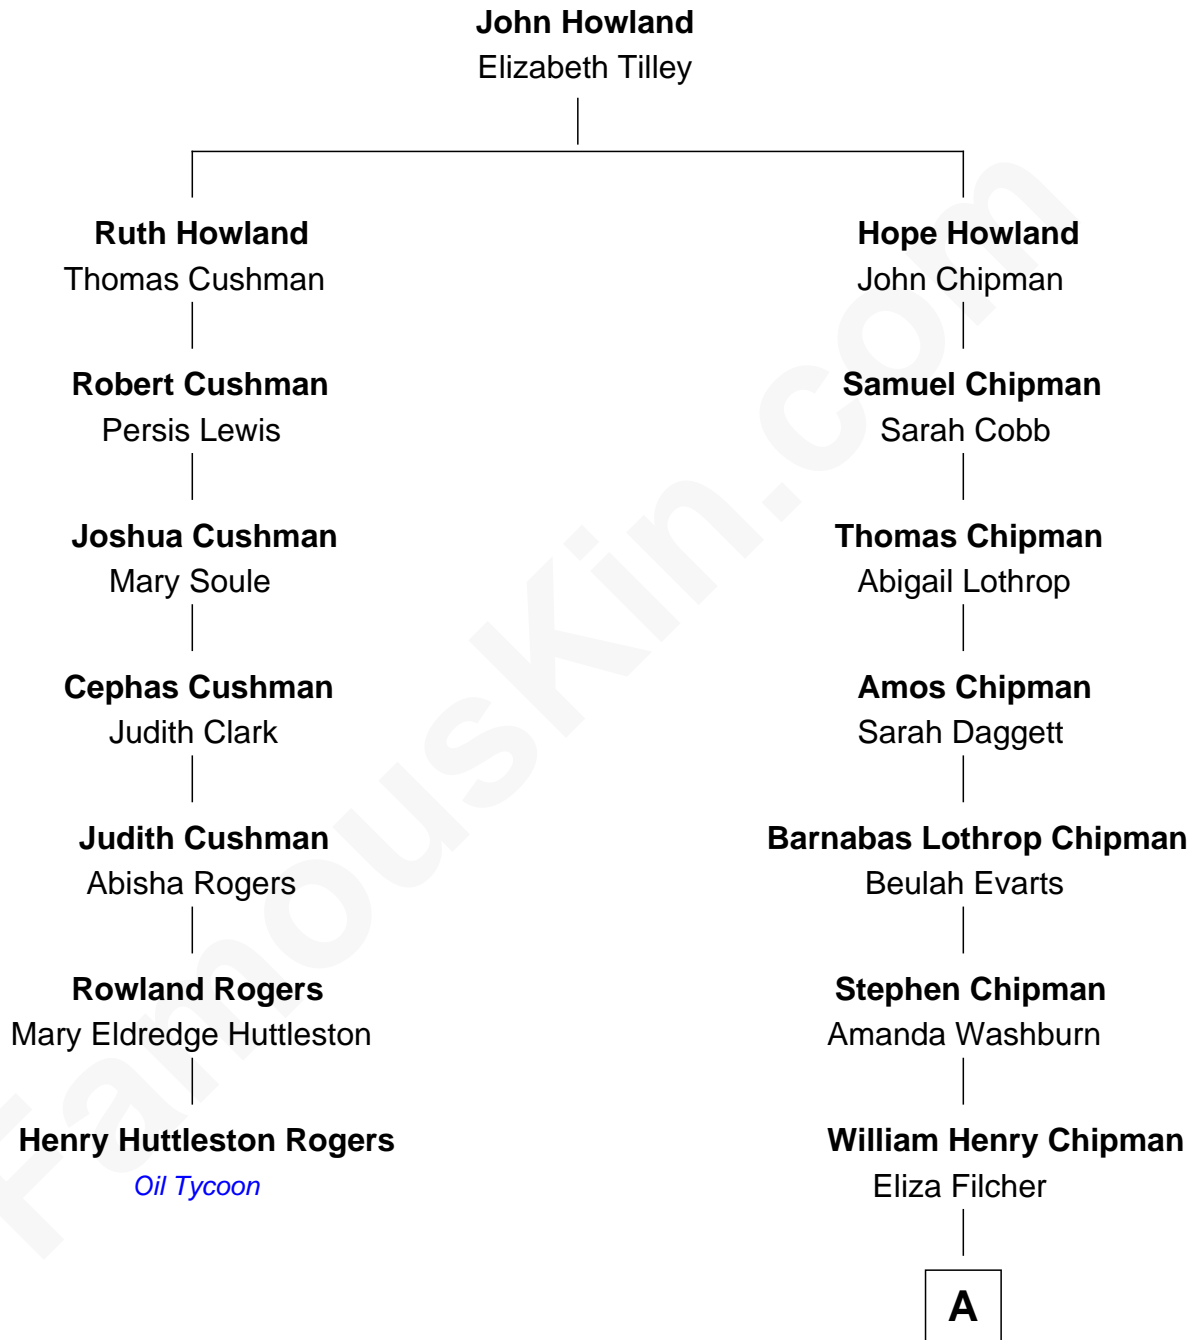 John Howland
Elizabeth Tilley
Ruth Howland
Thomas Cushman
Hope Howland
John Chipman
Robert Cushman
Persis Lewis
Samuel Chipman
Sarah Cobb
Joshua Cushman
Mary Soule
Thomas Chipman
Abigail Lothrop
Cephas Cushman
Judith Clark
Amos Chipman
Sarah Daggett
Judith Cushman
Abisha Rogers
Barnabas Lothrop Chipman
Beulah Evarts
Rowland Rogers
Mary Eldredge Huttleston
Stephen Chipman
Amanda Washburn
Henry Huttleston Rogers
Oil Tycoon
William Henry Chipman
Eliza Filcher
A
FamousKin.com